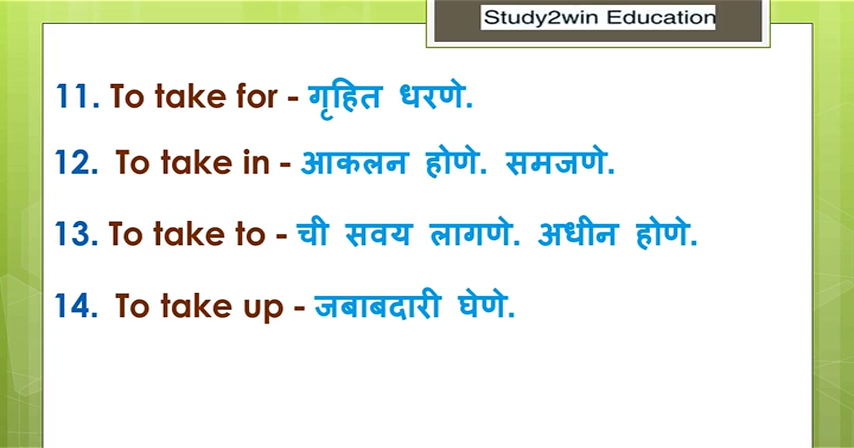 Study2win Education
11. To take for - गृहित धरणे.
12. To take in - आकलन होणे. समजणे.
13. To take to - ची सवय लागणे. अधीन होणे.
14. To take up - जबाबदारी घेणे.